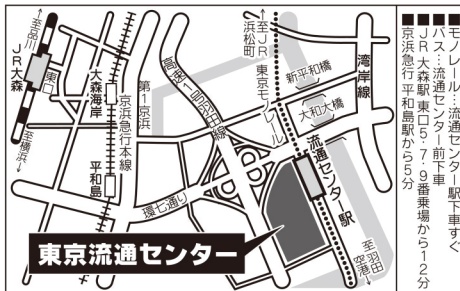 モノレール…流通センター駅下車すぐ
バス…流通センター前下車
JR大森駅東口5・7・9番乗場から12分
京浜急行 平和島駅から5分
至品川
JR大森
東口
至横浜
大森海岸
京浜急行本線
平和島
第1京浜
高速1号羽田線
環七通り
至JR浜松町
東京モノレール
新平和橋
大和大橋
湾岸線
流通センター駅
至羽田空港
東京流通センター